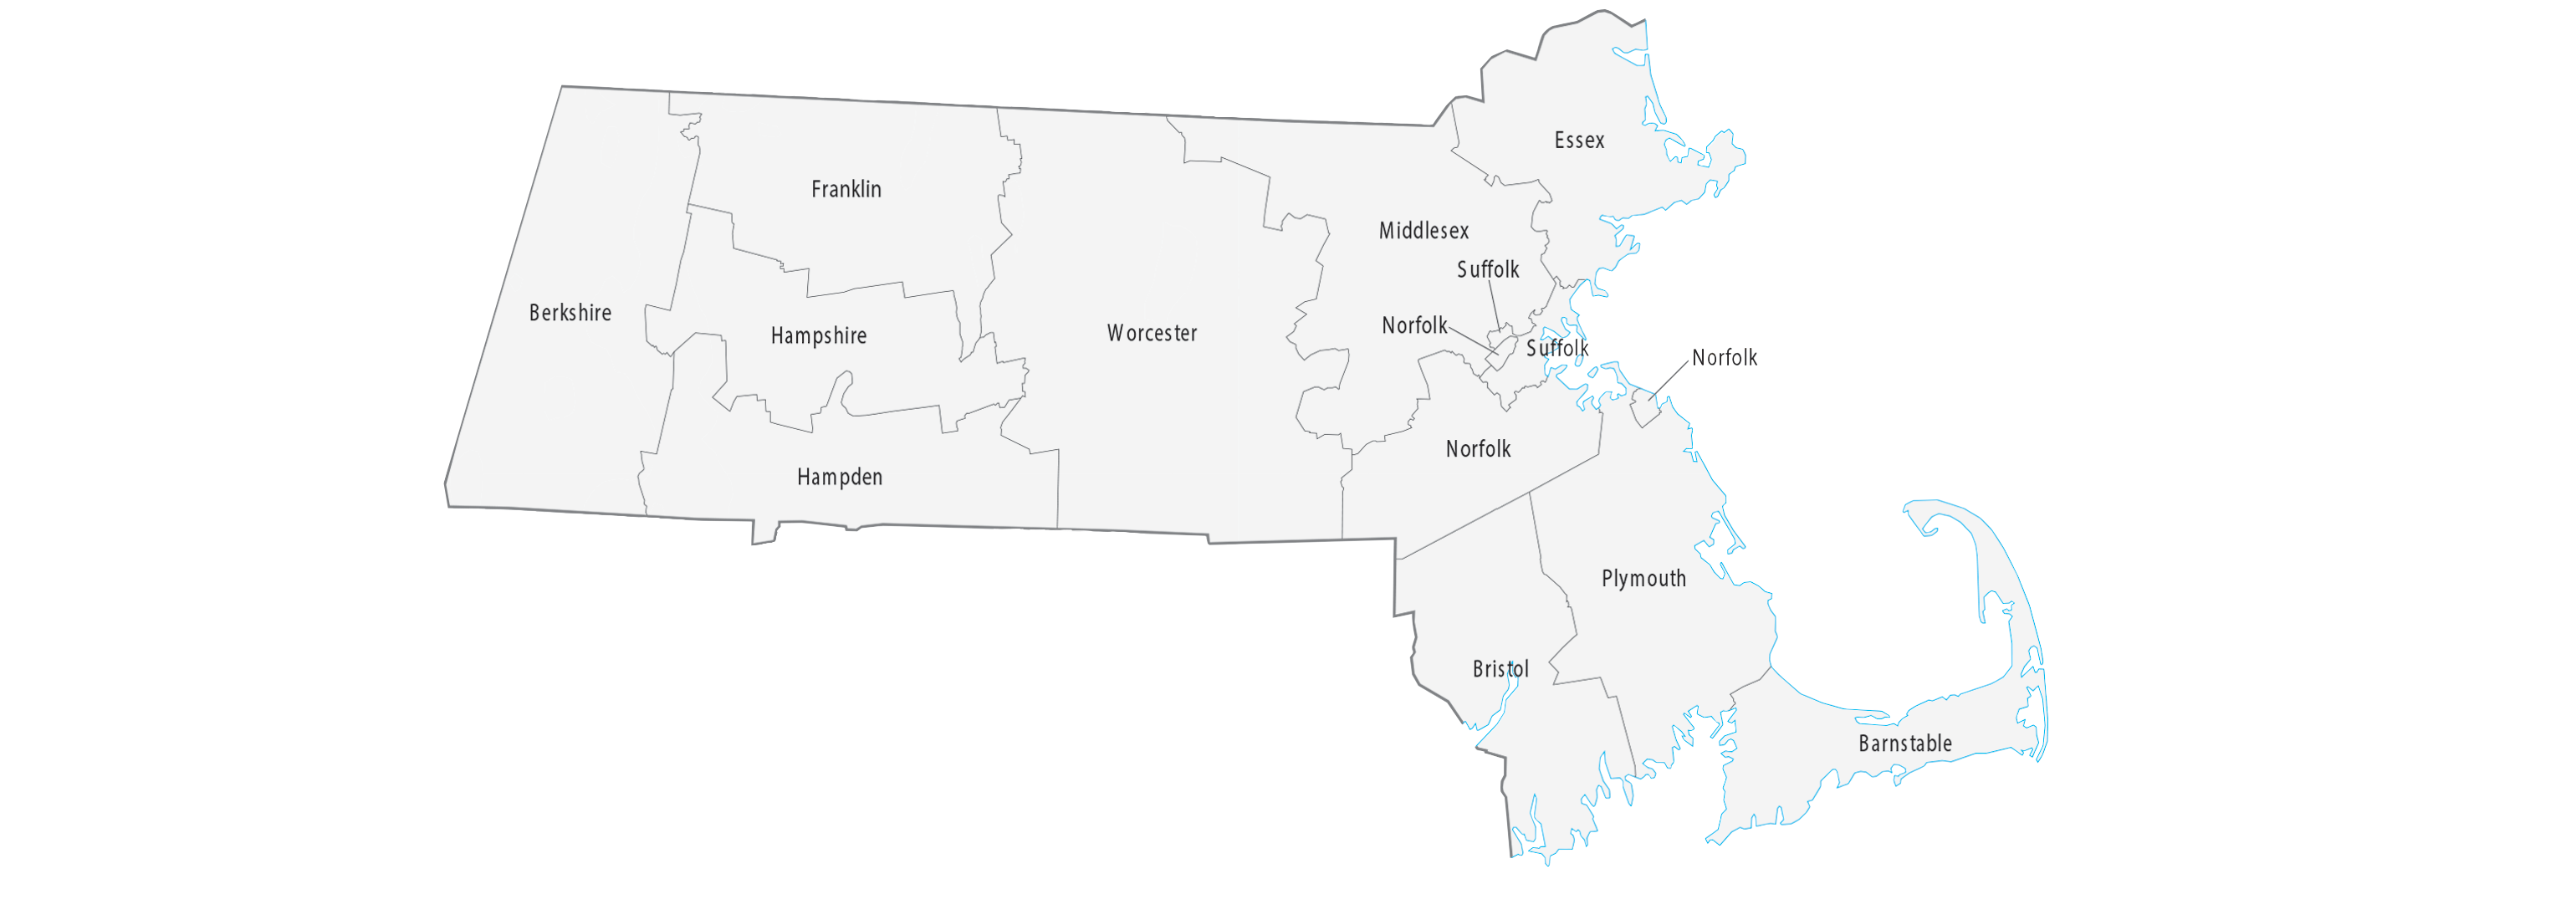 Essex
Franklin
Middlesex
Suffolk
Berkshire
Norfolk
Hampshire
Worcester
Suffolk
Norfolk
Norfolk
Hampden
Plymouth
Bristol
Barnstable